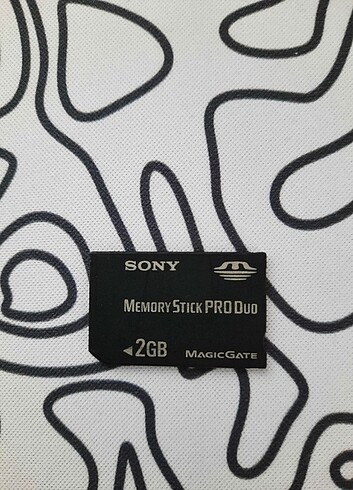 SONY
MEMORY STICK PRO DUO
◄2GB MAGICGATE